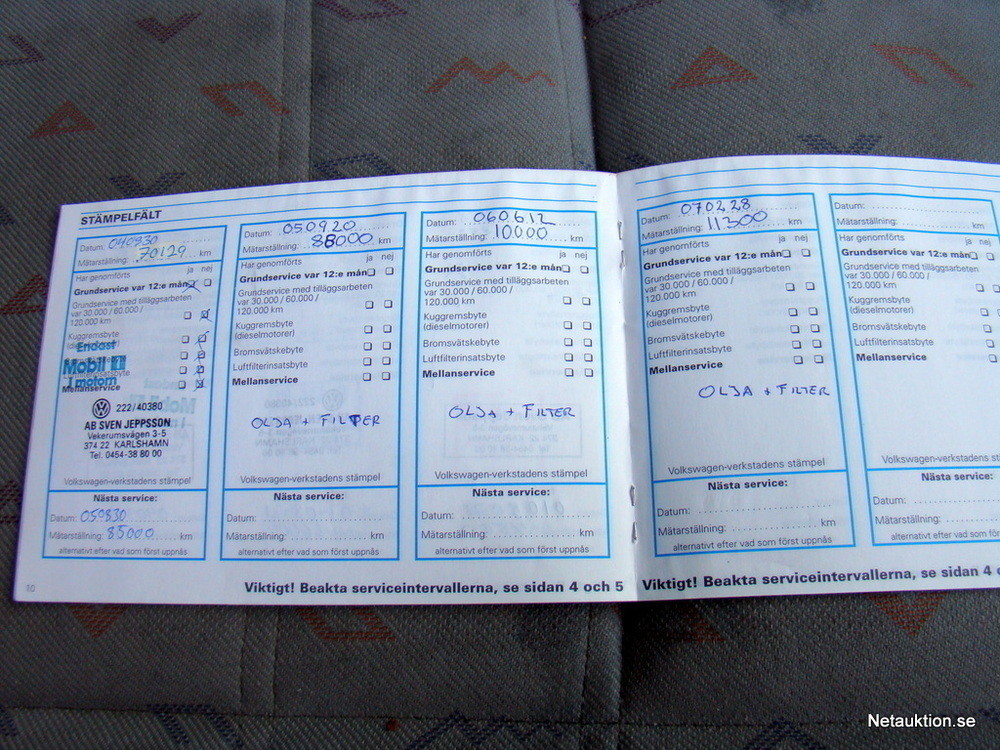 STÄMPELFÄLT
Datum: 040930
Mätarställning: 70129 km
Har genomförts ja nej
Grundservice var 12:e mån
Grundservice med tilläggsarbeten
var 30.000 / 60.000 /
120.000 km
Kuggremsbyte
Endast
Mobil 1
i motorn
Mellanservice
222/40380
AB SVEN JEPPSSON
Vekerumsvägen 3-5
374 22 KARLSHAMN
Tel. 0454-38 80 00
Volkswagen-verkstadens stämpel
Nästa service:
Datum: 050830
Mätarställning: 85000 km
alternativt efter vad som först uppnås
Datum: 050920
Mätarställning: 88000 km
Har genomförts ja nej
Grundservice var 12:e mån
Grundservice med tilläggsarbeten
var 30.000 / 60.000 /
120.000 km
Kuggremsbyte
(dieselmotorer)
Bromsvätskebyte
Luftfilterinsatsbyte
Mellanservice
OLJA + FILTER
Volkswagen-verkstadens stämpel
Nästa service:
Datum:
Mätarställning: km
alternativt efter vad som först uppnås
Datum: 060612
Mätarställning: 10000 km
Har genomförts ja nej
Grundservice var 12:e mån
Grundservice med tilläggsarbeten
var 30.000 / 60.000 /
120.000 km
Kuggremsbyte
(dieselmotorer)
Bromsvätskebyte
Luftfilterinsatsbyte
Mellanservice
OLJA + FILTER
Volkswagen-verkstadens stämpel
Nästa service:
Datum:
Mätarställning: km
alternativt efter vad som först uppnås
10
Viktigt! Beakta serviceintervallerna, se sidan 4 och 5
Datum: 070228
Mätarställning: 11300 km
Har genomförts ja nej
Grundservice var 12:e mån
Grundservice med tilläggsarbeten
var 30.000 / 60.000 /
120.000 km
Kuggremsbyte
(dieselmotorer)
Bromsvätskebyte
Luftfilterinsatsbyte
Mellanservice
OLJA + FILTER
Volkswagen-verkstadens stämpel
Nästa service:
Datum:
Mätarställning: km
alternativt efter vad som först uppnås
Datum:
Mätarställning:
Har genomförts ja
Grundservice var 12:e mån
Grundservice med tilläggsarbeten
var 30.000 / 60.000 /
120.000 km
Kuggremsbyte
(dieselmotorer)
Bromsvätskebyte
Luftfilterinsatsbyte
Mellanservice
Volkswagen-verkstadens stämpel
Nästa service:
Datum:
Mätarställning:
alternativt efter vad som först
Viktigt! Beakta serviceintervallerna, se sidan 4
Netauktion.se